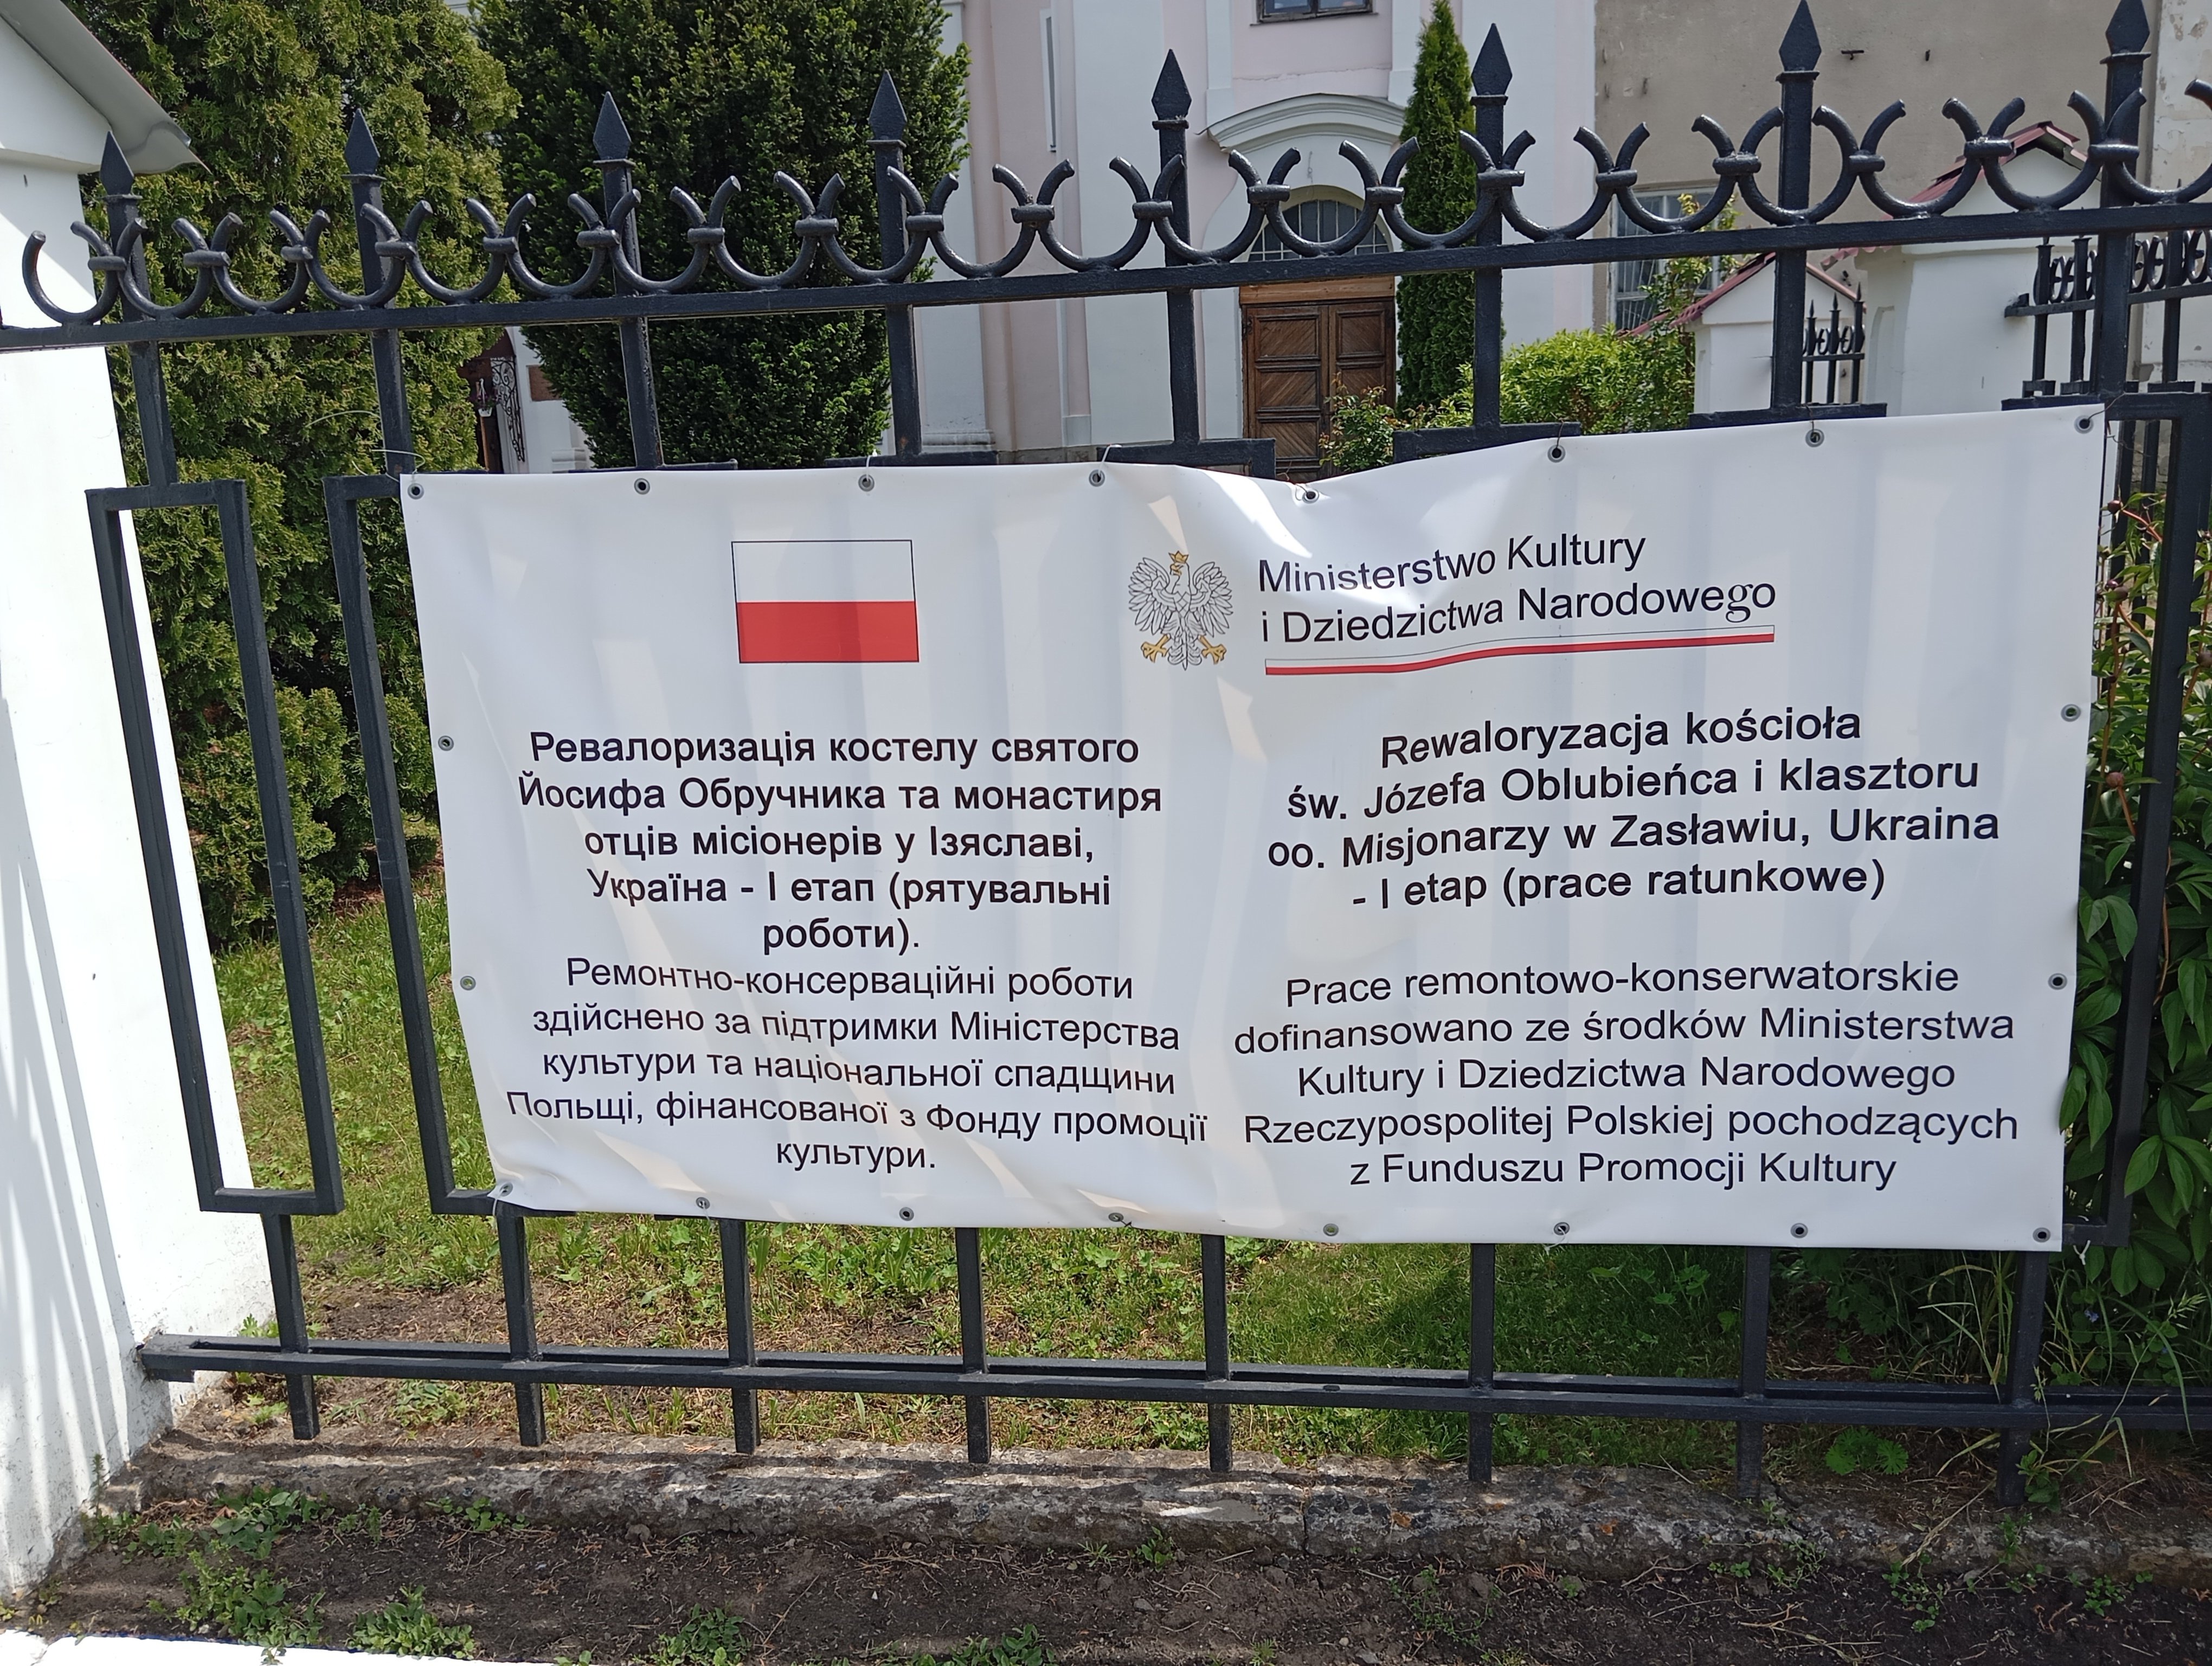 Ministerstwo Kultury
i Dziedzictwa Narodowego
Ревалоризація костелу святого
Йосифа Обручника та монастиря
отців місіонерів у Ізяславі,
Україна - І етап (рятувальні
роботи).
Ремонтно-консерваційні роботи
здійснено за підтримки Міністерства
культури та національної спадщини
Польщі, фінансованої з Фонду промоції
культури.
Rewaloryzacja kościoła
św. Józefa Oblubieńca i klasztoru
oo. Misjonarzy w Zasławiu, Ukraina
- I etap (prace ratunkowe)
Prace remontowo-konserwatorskie
dofinansowano ze środków Ministerstwa
Kultury i Dziedzictwa Narodowego
Rzeczypospolitej Polskiej pochodzących
z Funduszu Promocji Kultury